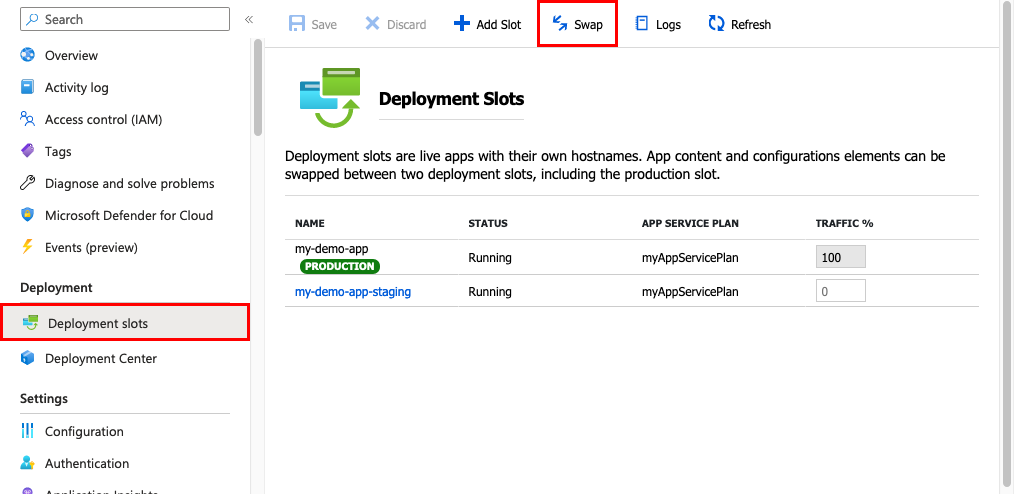 Search «
Overview
Activity log
Access control (IAM)
Tags
Diagnose and solve problems
Microsoft Defender for Cloud
Events (preview)
Deployment
Deployment slots
Deployment Center
Settings
Configuration
Authentication
Application Insights
Save Discard Add Slot Swap Logs Refresh
Deployment Slots
Deployment slots are live apps with their own hostnames. App content and configurations elements can be
swapped between two deployment slots, including the production slot.
NAME STATUS APP SERVICE PLAN TRAFFIC %
my-demo-app
PRODUCTION Running myAppServicePlan 100
my-demo-app-staging Running myAppServicePlan 0